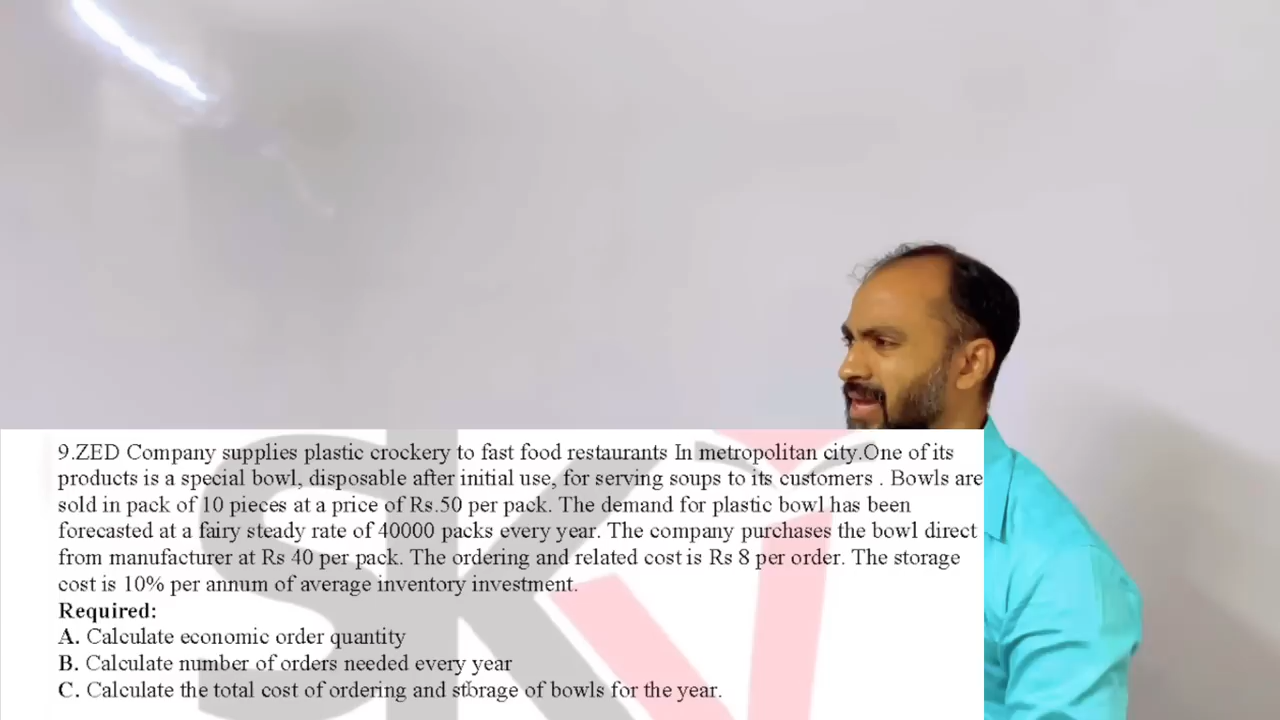 9.ZED Company supplies plastic crockery to fast food restaurants In metropolitan city.One of its
products is a special bowl, disposable after initial use, for serving soups to its customers . Bowls are
sold in pack of 10 pieces at a price of Rs.50 per pack. The demand for plastic bowl has been
forecasted at a fairy steady rate of 40000 packs every year. The company purchases the bowl direct
from manufacturer at Rs 40 per pack. The ordering and related cost is Rs 8 per order. The storage
cost is 10% per annum of average inventory investment.
Required:
A. Calculate economic order quantity
B. Calculate number of orders needed every year
C. Calculate the total cost of ordering and storage of bowls for the year.